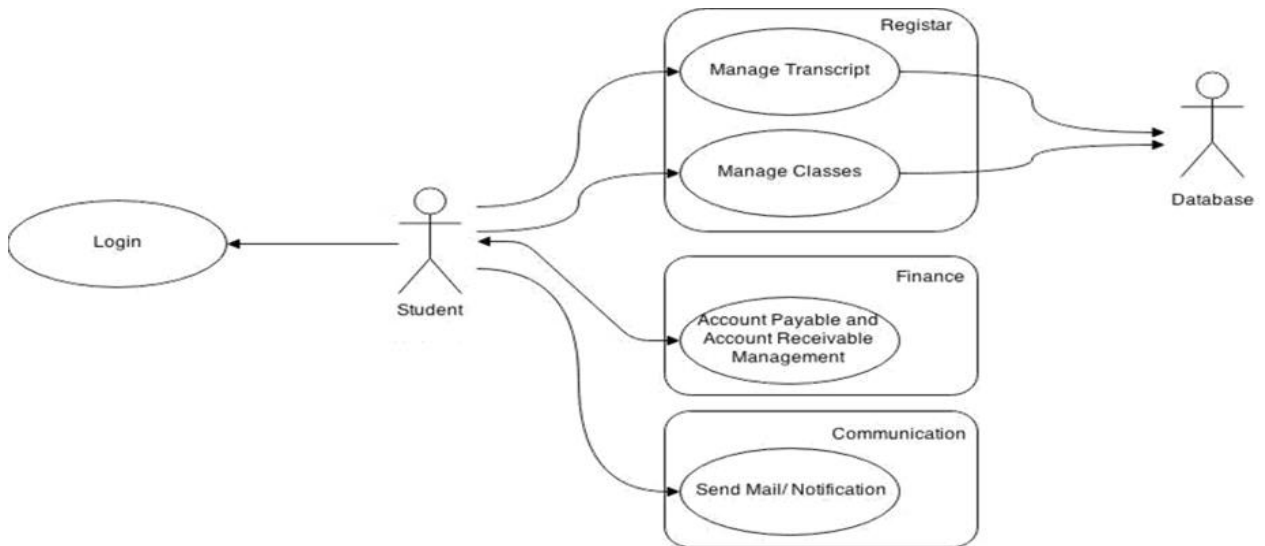 Registar
Manage Transcript
Manage Classes
Database
Login
Student
Finance
Account Payable and
Account Receivable
Management
Communication
Send Mail/ Notification